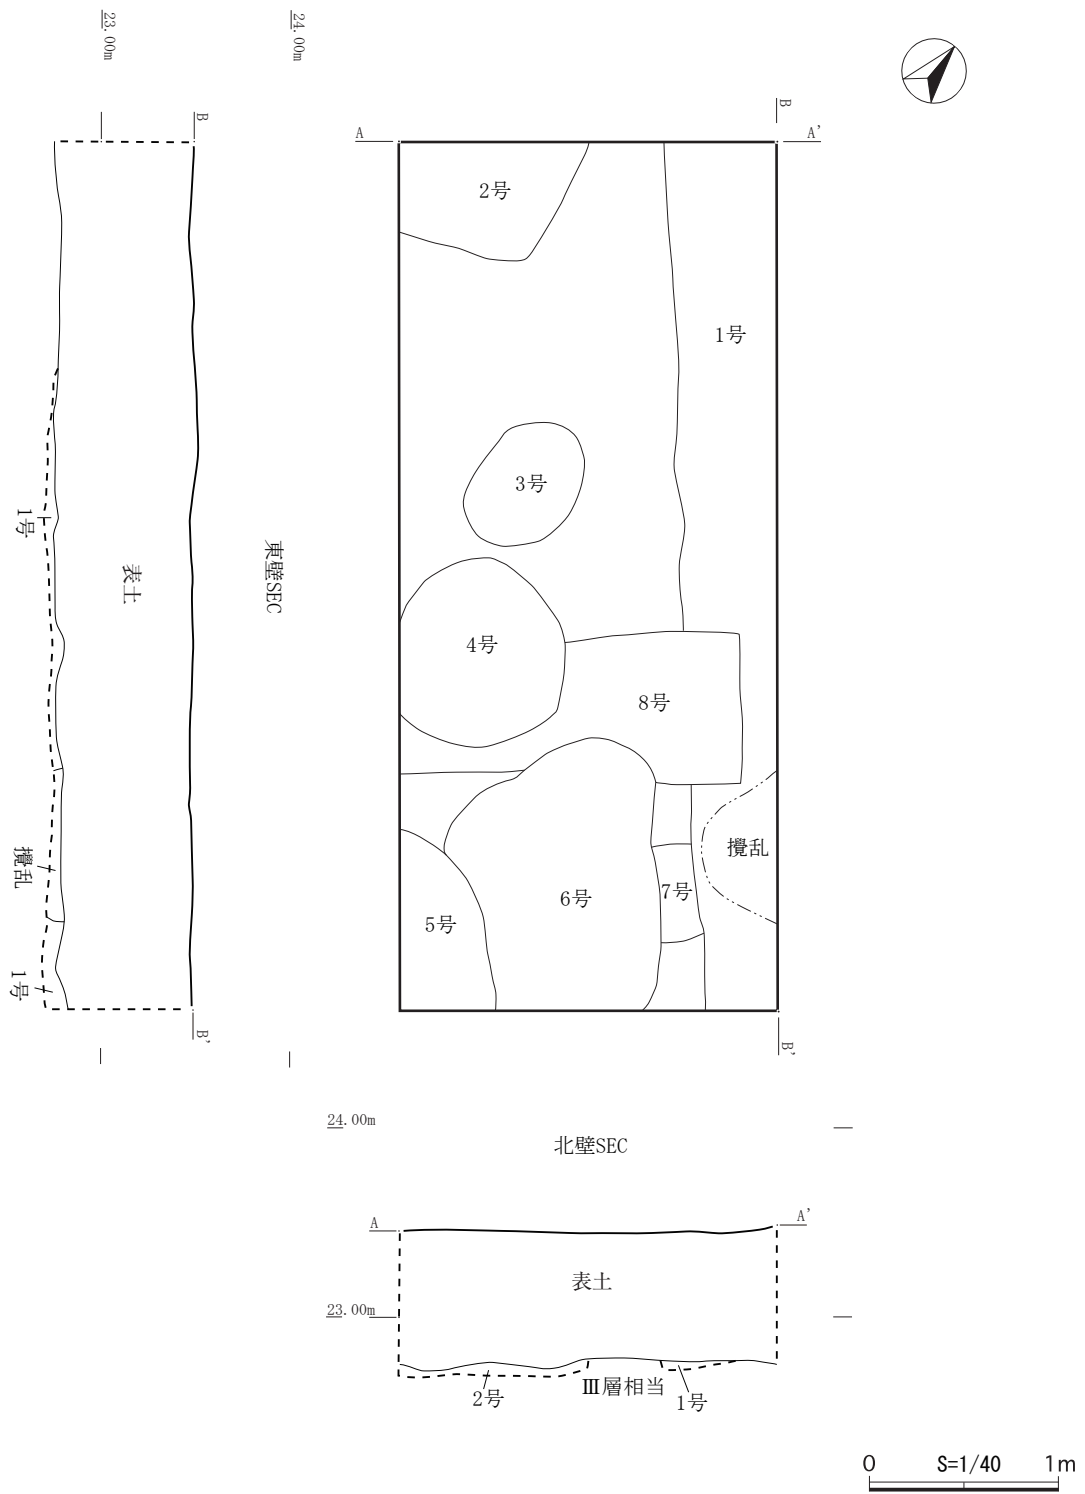 23.00m
24.00m
B
B
A
A'
2号
1号
3号
1号
表土
東壁SEC
4号
8号
攪乱
攪乱
7号
6号
5号
1号
B'
B'
24.00m
北壁SEC
A
A'
表土
23.00m
Ⅲ層相当
2号
1号
0 S=1/40 1m